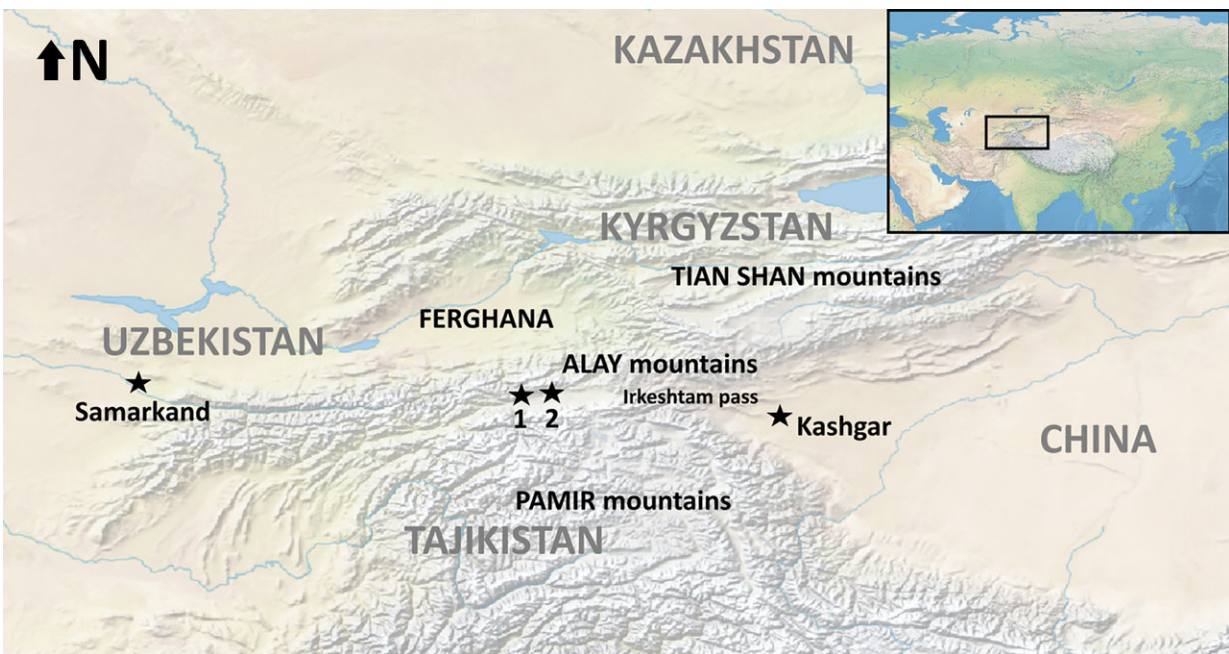 N
KAZAKHSTAN
KYRGYZSTAN
TIAN SHAN mountains
FERGHANA
UZBEKISTAN
ALAY mountains
Irkeshtam pass
Samarkand
1
2
Kashgar
CHINA
PAMIR mountains
TAJIKISTAN